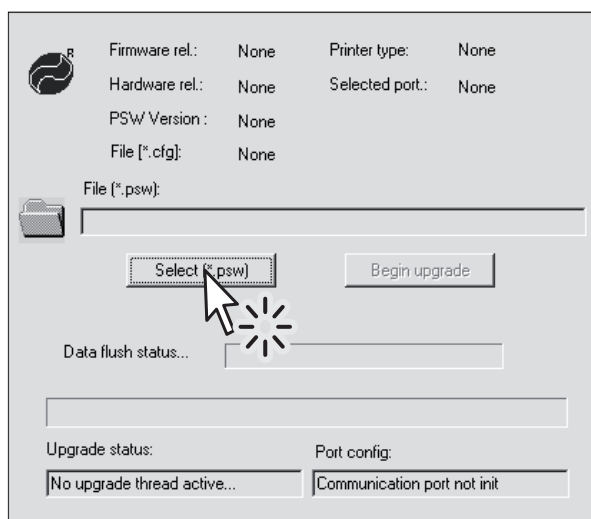 R
Firmware rel.: None Printer type: None
Hardware rel.: None Selected port.: None
PSW Version : None
File [*.cfg]: None
File (*.psw):
Select (*.psw) Begin upgrade
Data flush status...
Upgrade status: Port config:
No upgrade thread active... Communication port not init